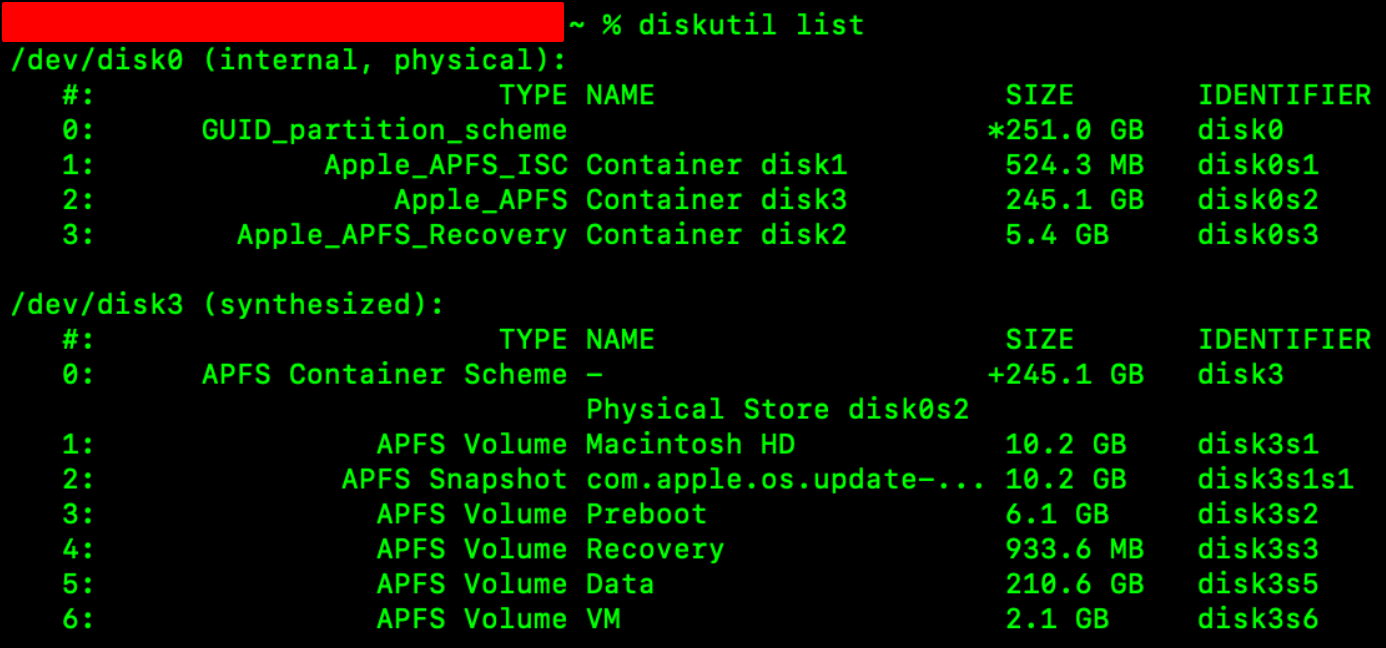 ~ % diskutil list
/dev/disk0 (internal, physical):
#: TYPE NAME SIZE IDENTIFIER
0: GUID_partition_scheme *251.0 GB disk0
1: Apple_APFS_ISC Container disk1 524.3 MB disk0s1
2: Apple_APFS Container disk3 245.1 GB disk0s2
3: Apple_APFS_Recovery Container disk2 5.4 GB disk0s3
/dev/disk3 (synthesized):
#: TYPE NAME SIZE IDENTIFIER
0: APFS Container Scheme - +245.1 GB disk3
Physical Store disk0s2
1: APFS Volume Macintosh HD 10.2 GB disk3s1
2: APFS Snapshot com.apple.os.update-... 10.2 GB disk3s1s1
3: APFS Volume Preboot 6.1 GB disk3s2
4: APFS Volume Recovery 933.6 MB disk3s3
5: APFS Volume Data 210.6 GB disk3s5
6: APFS Volume VM 2.1 GB disk3s6